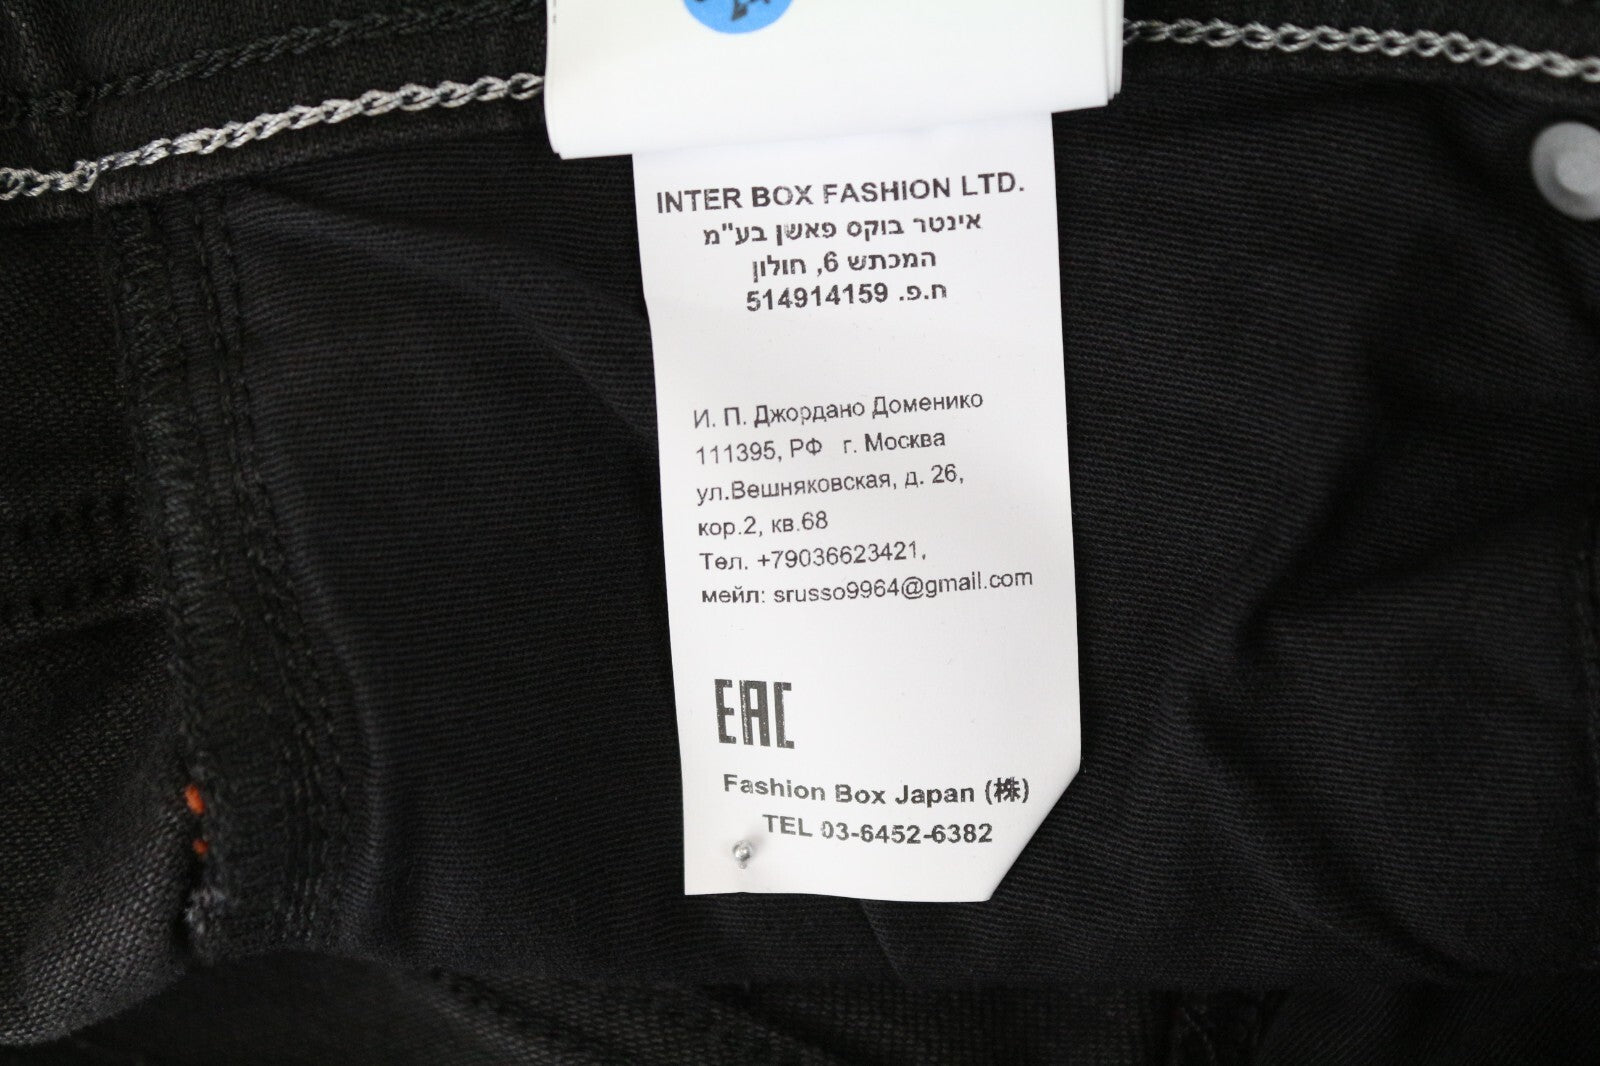 INTER BOX FASHION LTD.
אינטר בוקס פאשן בע"מ
המכתש 6, חולון
ח.פ. 514914159
И. П. Джордано Доменико
111395, РФ г. Москва
ул.Вешняковская, д. 26,
кор.2, кв.68
Тел. +79036623421,
мейл: srusso9964@gmail.com
EAC
Fashion Box Japan (株)
TEL 03-6452-6382